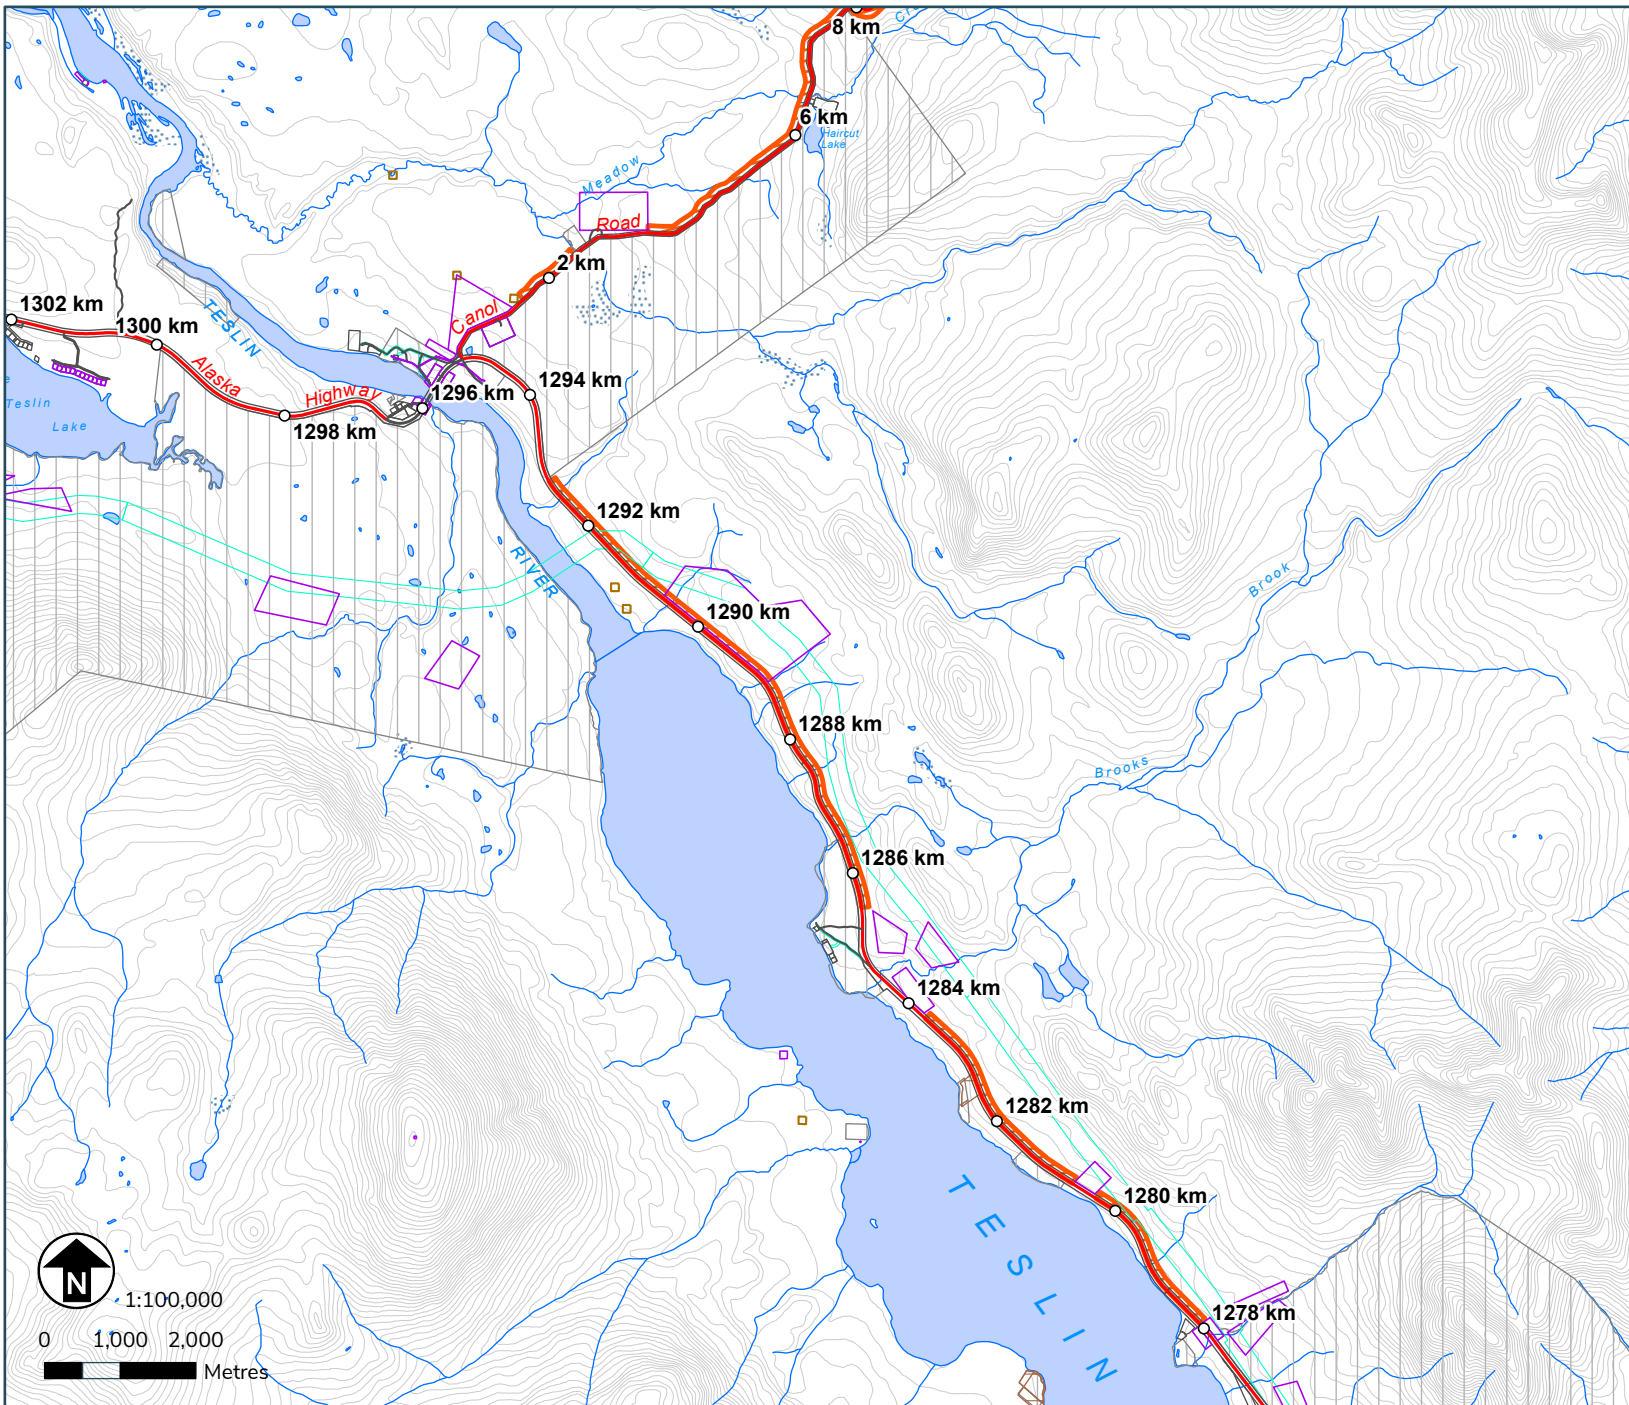 8 km
Cr
6 km
Haircut
Lake
Meadow
Road
2 km
Canol
1302 km
1300 km
TESLIN
Alaska
Highway
1294 km
1296 km
1298 km
e
Teslin
Lake
1292 km
RIVER
1290 km
Brook
1288 km
Brooks
1286 km
1284 km
1282 km
1280 km
TESLIN
1278 km
N
1:100,000
0 1,000 2,000
Metres